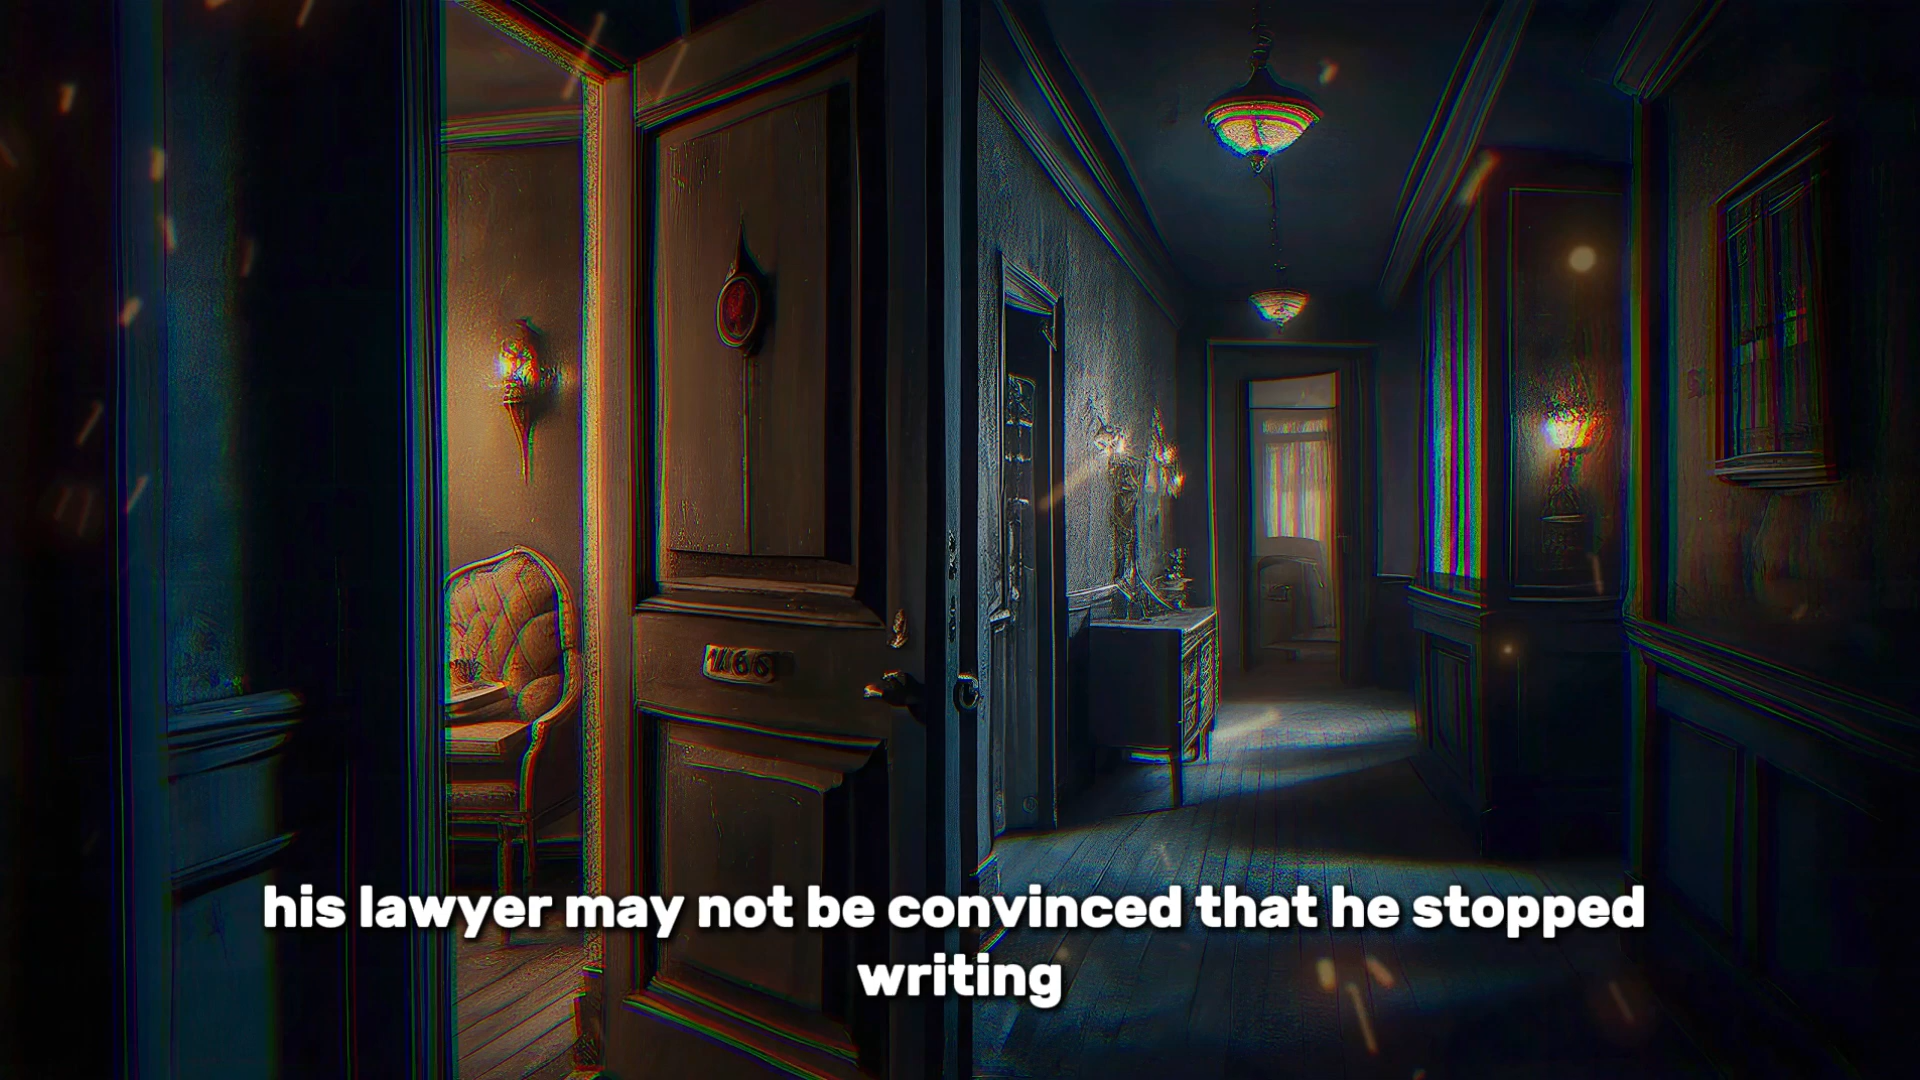 his lawyer may not be convinced that he stopped
writing